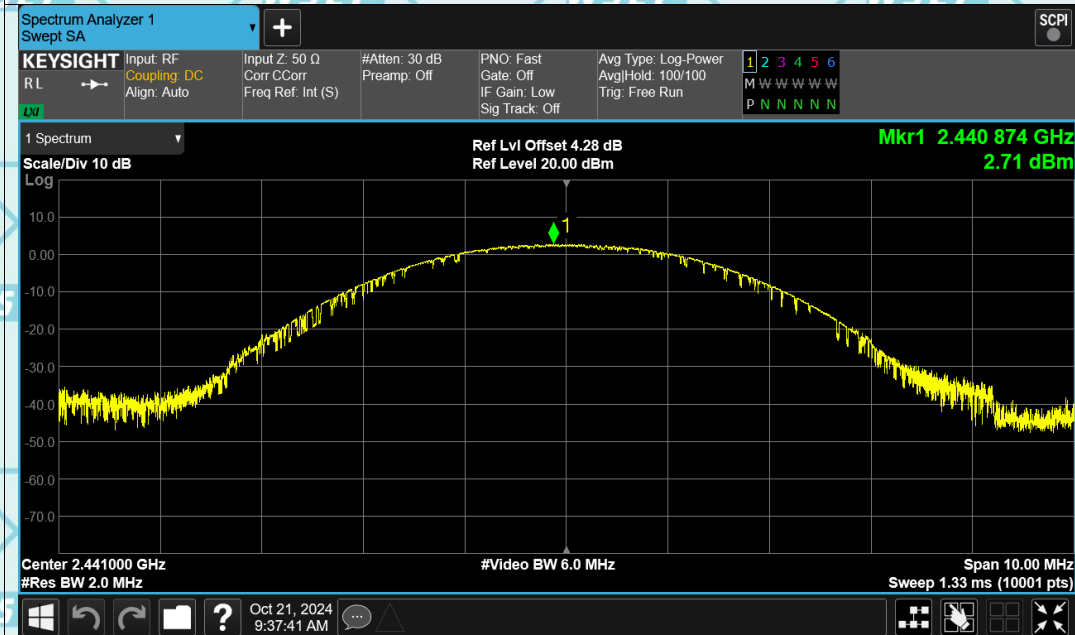 Spectrum Analyzer 1
Swept SA
+
SCPI
KEYSIGHT
R L
LXI
Input: RF
Coupling: DC
Align: Auto
Input Z: 50 Ω
Corr CCorr
Freq Ref: Int (S)
#Atten: 30 dB
Preamp: Off
PNO: Fast
Gate: Off
IF Gain: Low
Sig Track: Off
Avg Type: Log-Power
Avg|Hold: 100/100
Trig: Free Run
1 2 3 4 5 6
M W W W W W
P N N N N N
1 Spectrum
Scale/Div 10 dB
Log
Ref Lvl Offset 4.28 dB
Ref Level 20.00 dBm
Mkr1 2.440 874 GHz
2.71 dBm
1
10.0
0.00
-10.0
-20.0
-30.0
-40.0
-50.0
-60.0
-70.0
Center 2.441000 GHz
#Res BW 2.0 MHz
#Video BW 6.0 MHz
Span 10.00 MHz
Sweep 1.33 ms (10001 pts)
?
Oct 21, 2024
9:37:41 AM